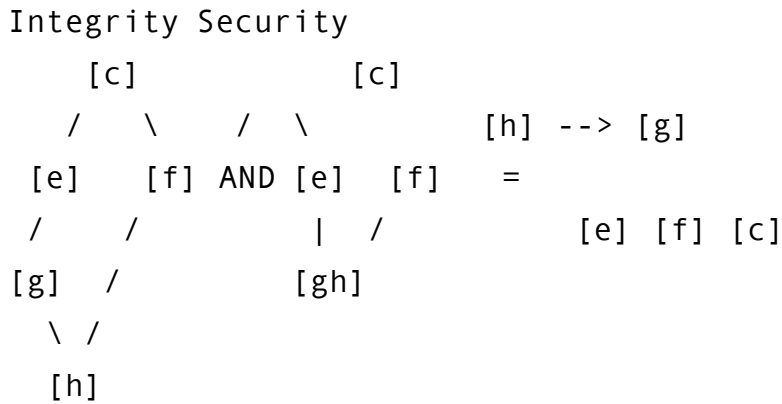 Integrity Security
[c] [c]
/ \ / \ [h] --> [g]
[e] [f] AND [e] [f] =
/ / | / [e] [f] [c]
[g] / [gh]
\ /
[h]